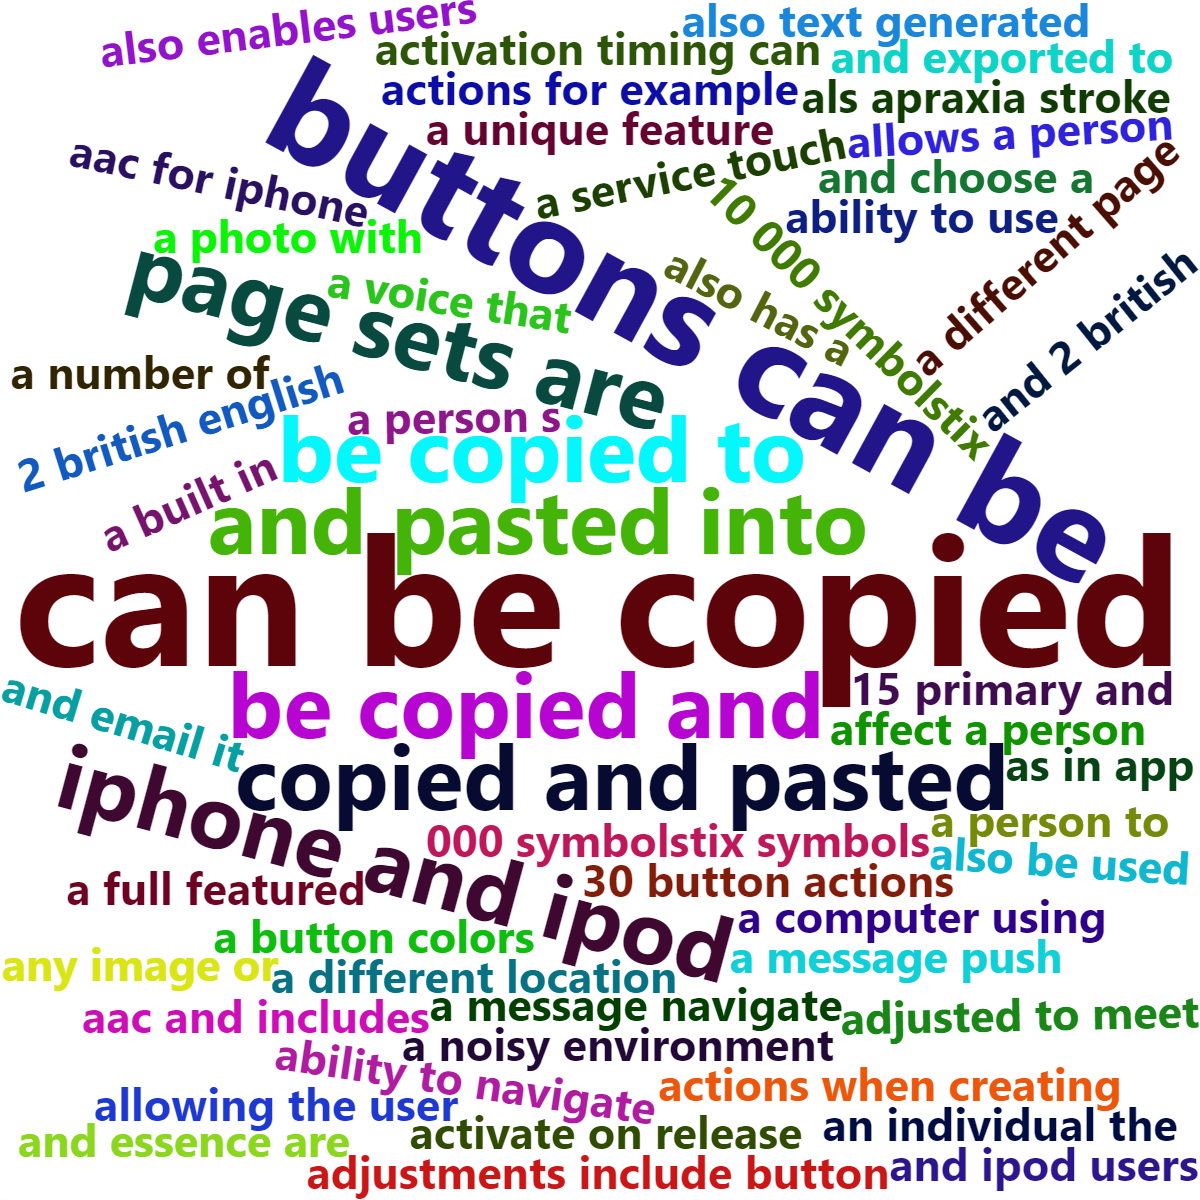 also enables users
also text generated
activation timing can
and exported to
actions for example
als apraxia stroke
a unique feature
allows a person
buttons can be
aac for iphone
a service touch
and choose a
10 000 symbolstix
ability to use
a different page
a photo with
page sets are
a voice that
also has a
and 2 british
a number of
2 british english
a person s
be copied to
a built in
and pasted into
can be copied
and email it
be copied and
15 primary and
affect a person
copied and pasted
as in app
iphone and ipod
000 symbolstix symbols
a person to
also be used
a full featured
30 button actions
a computer using
a button colors
a message push
any image or
a different location
aac and includes
a message navigate
adjusted to meet
a noisy environment
ability to navigate
actions when creating
allowing the user
an individual the
and essence are
activate on release
adjustments include button
and ipod users